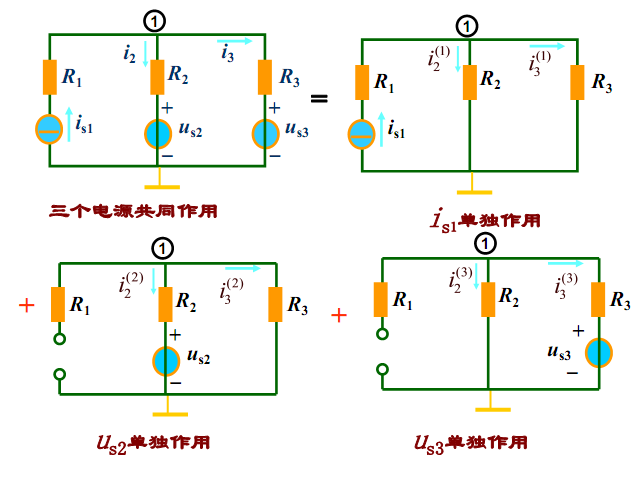 ① i₂ i₃ R₁ R₂ R₃
+ + 
iₛ₁ uₛ₂ uₛ₃
− −
三个电源共同作用
=
① i₂⁽¹⁾ i₃⁽¹⁾ R₁ R₂ R₃
iₛ₁
iₛ₁单独作用
+
① i₂⁽²⁾ i₃⁽²⁾
R₁ R₂ R₃
+
uₛ₂
−
uₛ₂单独作用
+
① i₂⁽³⁾ i₃⁽³⁾
R₁ R₂ R₃
+
uₛ₃
−
uₛ₃单独作用